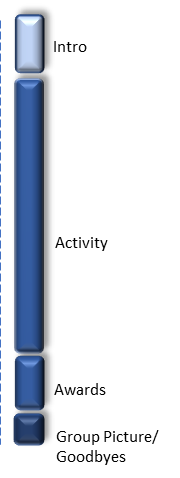 Intro
Activity
Awards
Group Picture/
Goodbyes